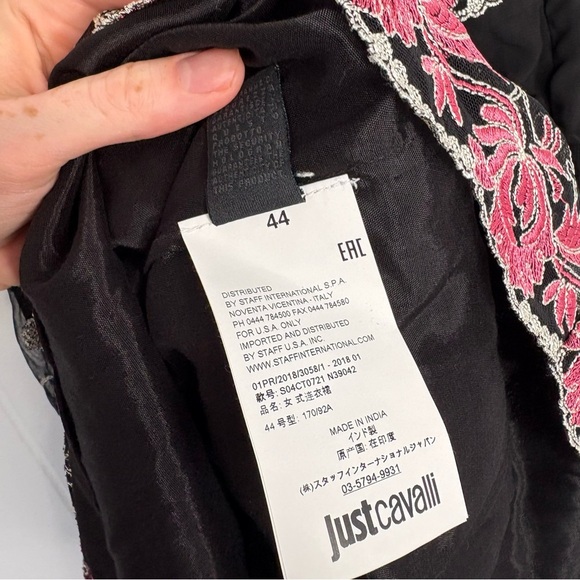 PRODOTTO
THIS PRODUCT
44
EAC
DISTRIBUTED
BY STAFF INTERNATIONAL S.P.A.
NOVENTA VICENTINA - ITALY
PH 0444 784500 FAX 0444 784580
FOR U.S.A. ONLY
IMPORTED AND DISTRIBUTED
BY STAFF U.S.A. INC.
WWW.STAFFINTERNATIONAL.COM
01PR/2018/3058/1 - 2018 01
款号: S04CT0721 N39042
品名: 女式连衣裙
44 号型: 170/92A
MADE IN INDIA
インド製
原产国: 在印度
(株)スタッフインターナショナルジャパン
03-5794-9931
justcavalli